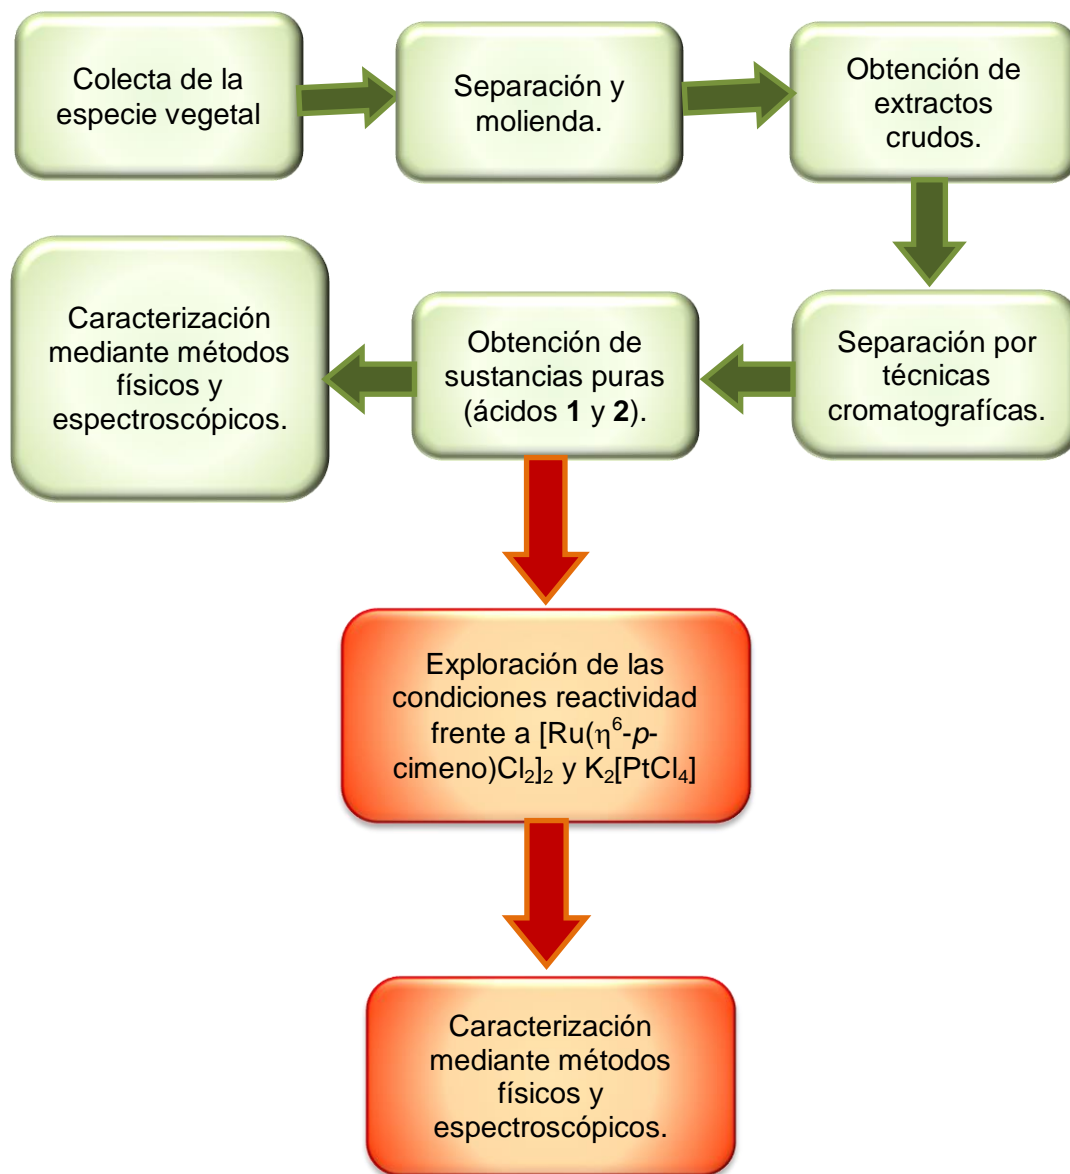 Colecta de la
especie vegetal
Separación y
molienda.
Obtención de
extractos
crudos.
Separación por
técnicas
cromatografícas.
Obtención de
sustancias puras
(ácidos 1 y 2).
Caracterización
mediante métodos
físicos y
espectroscópicos.
Exploración de las
condiciones reactividad
frente a [Ru(η⁶-p-
cimeno)Cl₂]₂ y K₂[PtCl₄]
Caracterización
mediante métodos
físicos y
espectroscópicos.